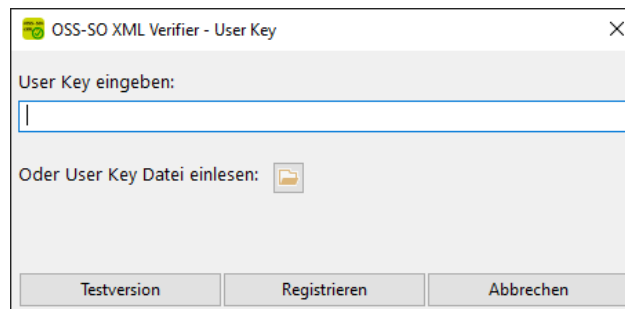 OSS-SO XML Verifier - User Key
User Key eingeben:
Oder User Key Datei einlesen:
Testversion Registrieren Abbrechen